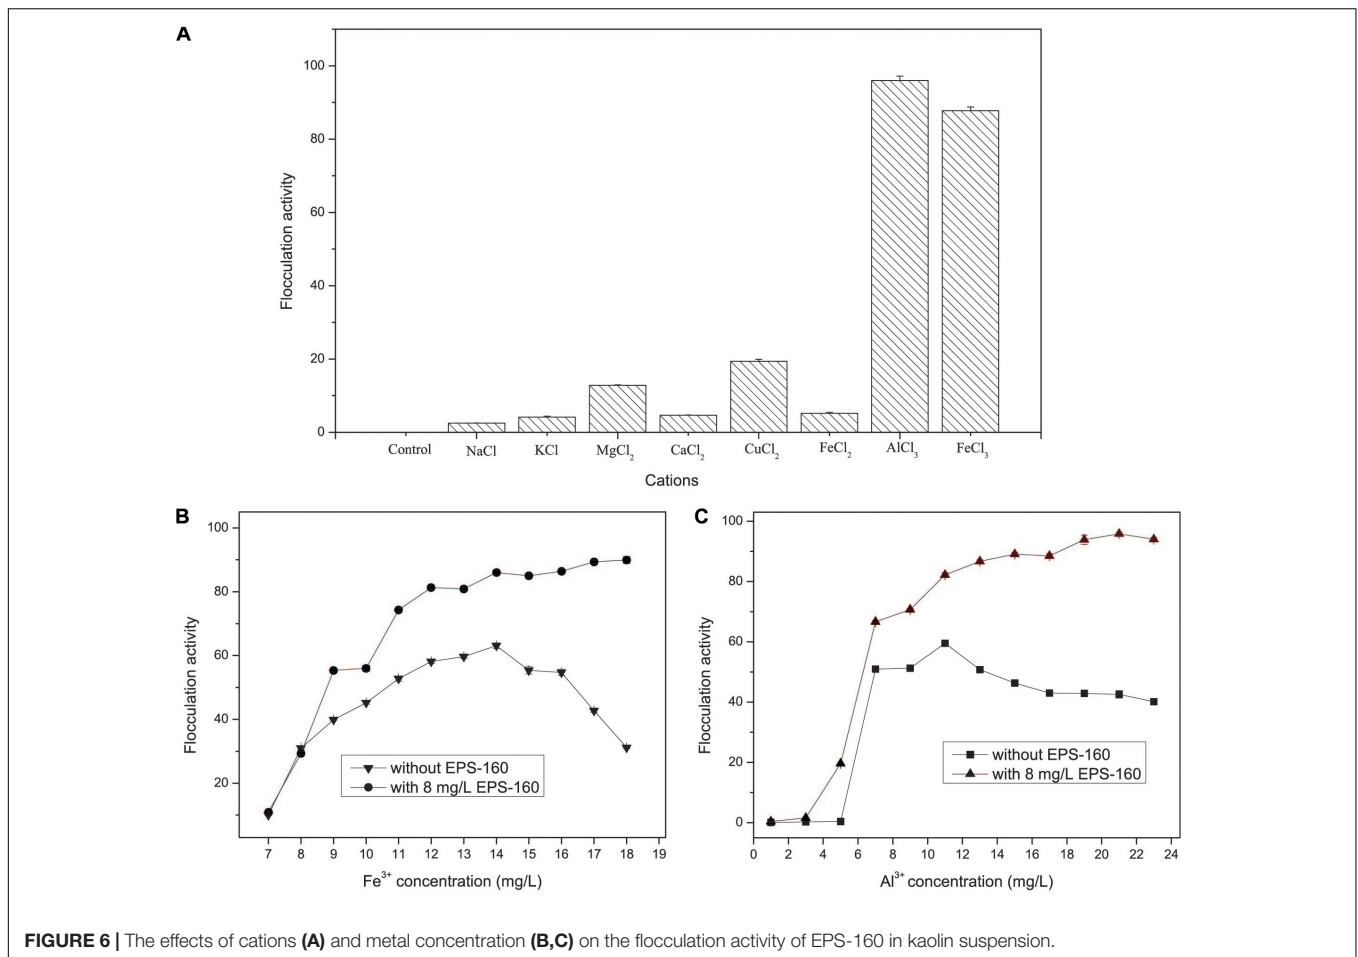 A
100
80
60
40
20
0
Flocculation activity
Control NaCl KCl MgCl₂ CaCl₂ CuCl₂ FeCl₂ AlCl₃ FeCl₃
Cations
B
100
80
60
40
20
Flocculation activity
without EPS-160
with 8 mg/L EPS-160
7 8 9 10 11 12 13 14 15 16 17 18 19
Fe³⁺ concentration (mg/L)
C
100
80
60
40
20
0
Flocculation activity
without EPS-160
with 8 mg/L EPS-160
0 2 4 6 8 10 12 14 16 18 20 22 24
Al³⁺ concentration (mg/L)
FIGURE 6 | The effects of cations (A) and metal concentration (B,C) on the flocculation activity of EPS-160 in kaolin suspension.